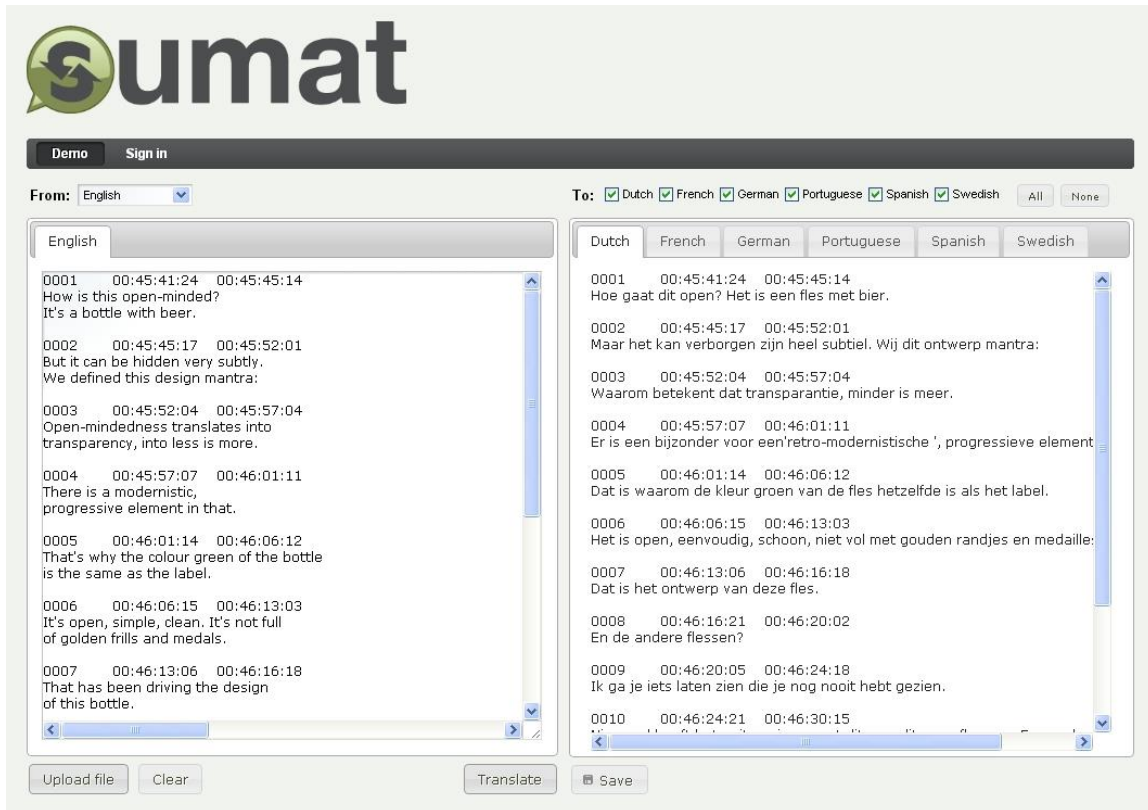 sumat
Demo Sign in
From: English
To: Dutch French German Portuguese Spanish Swedish All None
English
0001 00:45:41:24 00:45:45:14
How is this open-minded?
It's a bottle with beer.
0002 00:45:45:17 00:45:52:01
But it can be hidden very subtly.
We defined this design mantra:
0003 00:45:52:04 00:45:57:04
Open-mindedness translates into
transparency, into less is more.
0004 00:45:57:07 00:46:01:11
There is a modernistic,
progressive element in that.
0005 00:46:01:14 00:46:06:12
That's why the colour green of the bottle
is the same as the label.
0006 00:46:06:15 00:46:13:03
It's open, simple, clean. It's not full
of golden frills and medals.
0007 00:46:13:06 00:46:16:18
That has been driving the design
of this bottle.
Upload file Clear Translate
Dutch French German Portuguese Spanish Swedish
0001 00:45:41:24 00:45:45:14
Hoe gaat dit open? Het is een fles met bier.
0002 00:45:45:17 00:45:52:01
Maar het kan verborgen zijn heel subtiel. Wij dit ontwerp mantra:
0003 00:45:52:04 00:45:57:04
Waarom betekent dat transparantie, minder is meer.
0004 00:45:57:07 00:46:01:11
Er is een bijzonder voor een'retro-modernistische ', progressieve element
0005 00:46:01:14 00:46:06:12
Dat is waarom de kleur groen van de fles hetzelfde is als het label.
0006 00:46:06:15 00:46:13:03
Het is open, eenvoudig, schoon, niet vol met gouden randjes en medaille
0007 00:46:13:06 00:46:16:18
Dat is het ontwerp van deze fles.
0008 00:46:16:21 00:46:20:02
En de andere flessen?
0009 00:46:20:05 00:46:24:18
Ik ga je iets laten zien die je nog nooit hebt gezien.
0010 00:46:24:21 00:46:30:15
Save